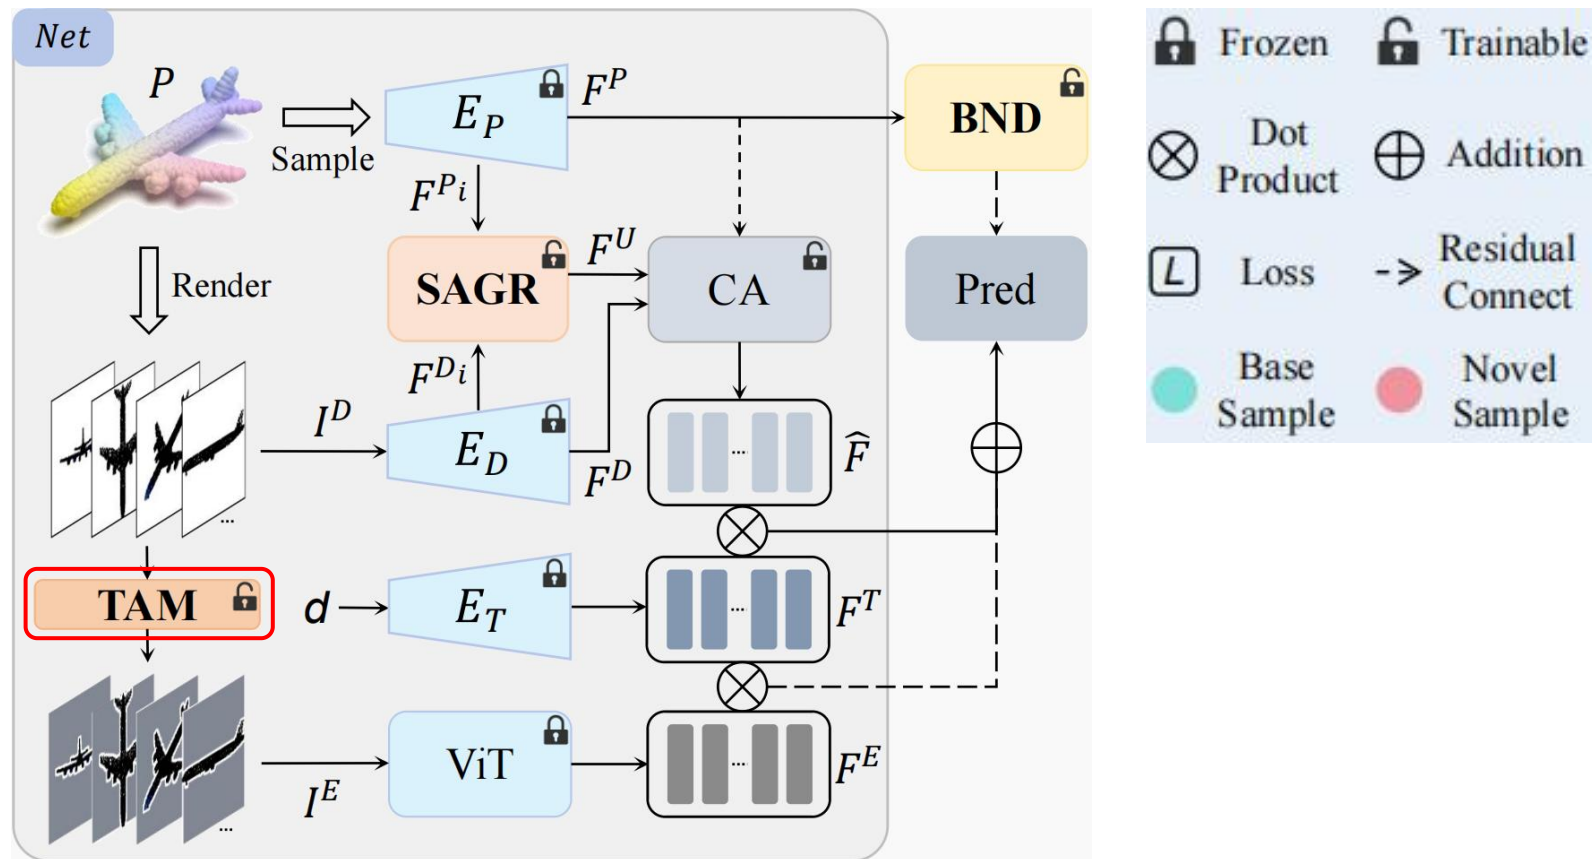 Net
P
Sample
E_P
F^P
BND
F^{P_i}
Render
SAGR
F^U
CA
Pred
F^{D_i}
I^D
E_D
F^D
....
F̂
...
TAM
d
E_T
....
F^T
I^E
ViT
....
F^E
...
Frozen
Trainable
Dot
Product
Addition
L
Loss
Residual
Connect
Base
Sample
Novel
Sample